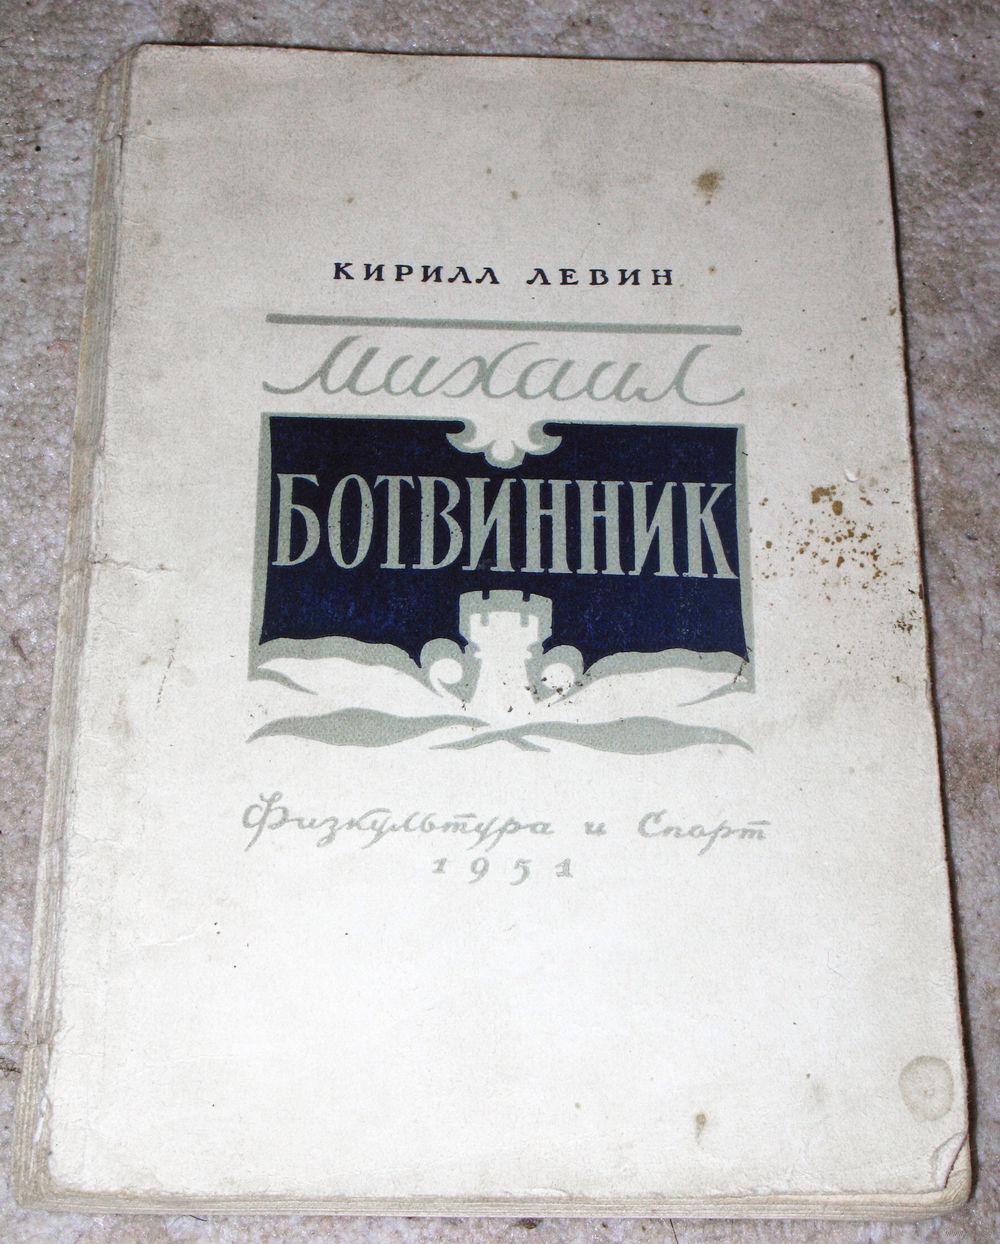 КИРИЛЛ ЛЕВИН
Михаил
БОТВИННИК
Физкультура и Спорт
1951